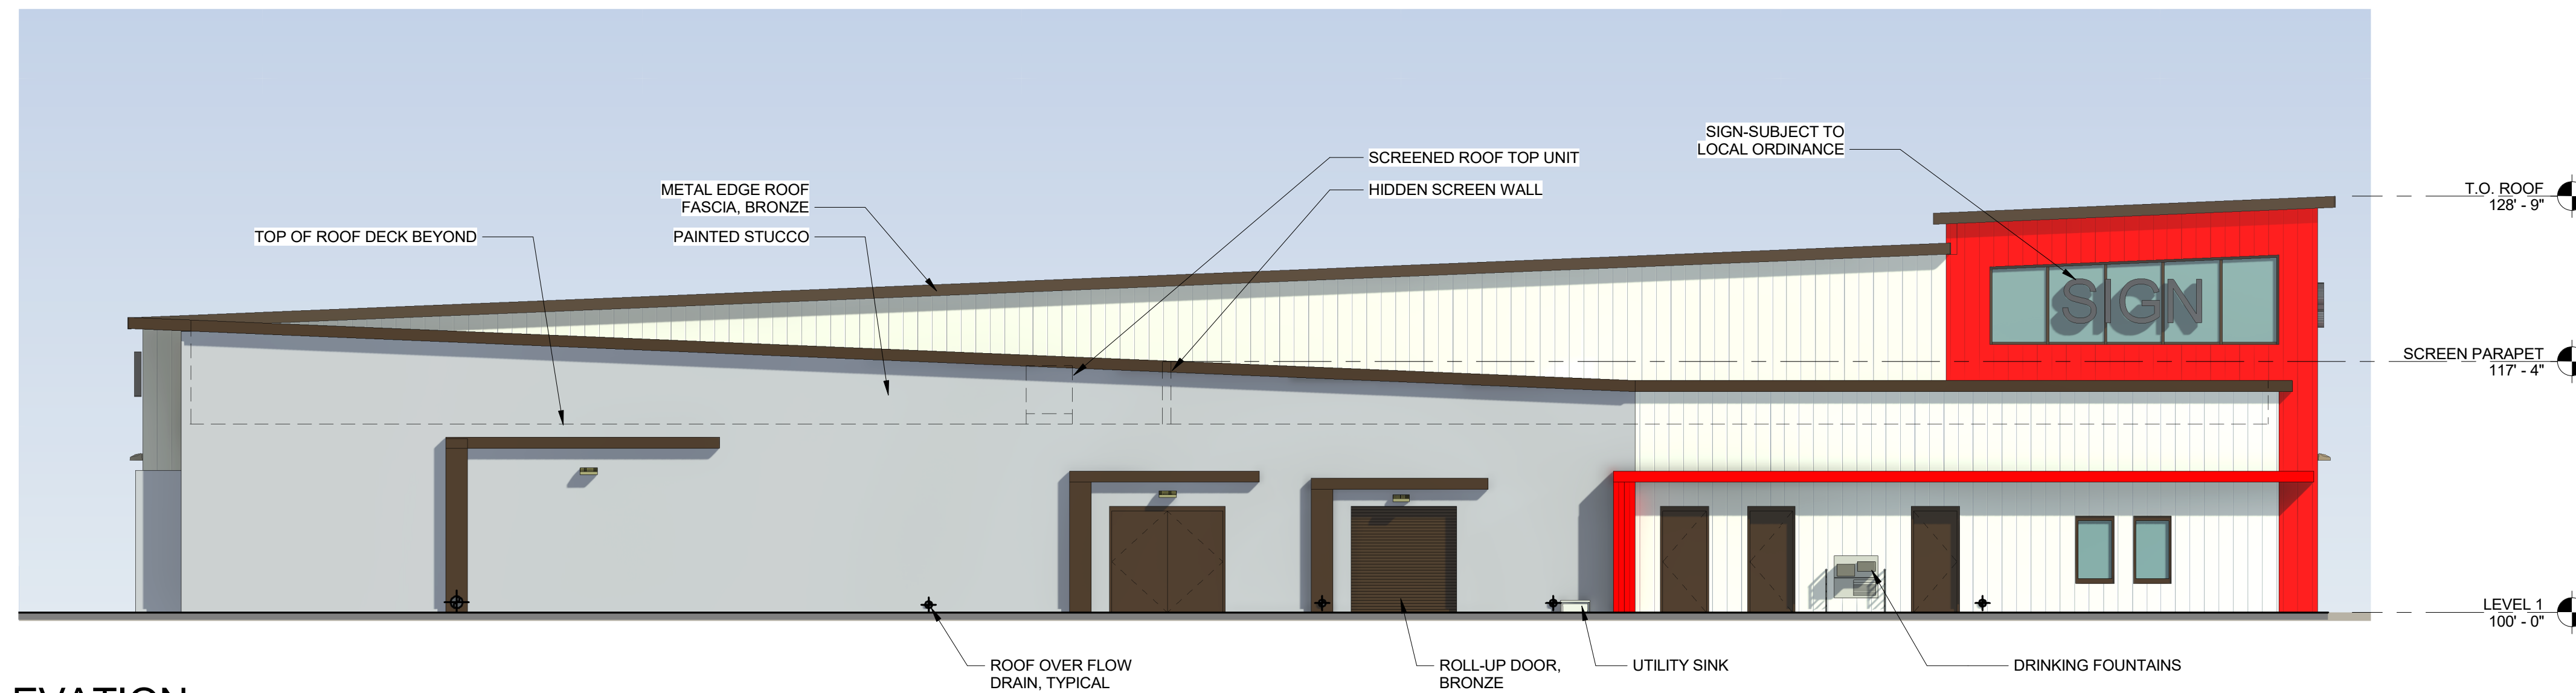 SIGN-SUBJECT TO
LOCAL ORDINANCE
SCREENED ROOF TOP UNIT
METAL EDGE ROOF
FASCIA, BRONZE
HIDDEN SCREEN WALL
T.O. ROOF
128' - 9"
TOP OF ROOF DECK BEYOND
PAINTED STUCCO
SIGN
SCREEN PARAPET
117' - 4"
LEVEL 1
100' - 0"
ROOF OVER FLOW
DRAIN, TYPICAL
ROLL-UP DOOR,
BRONZE
UTILITY SINK
DRINKING FOUNTAINS